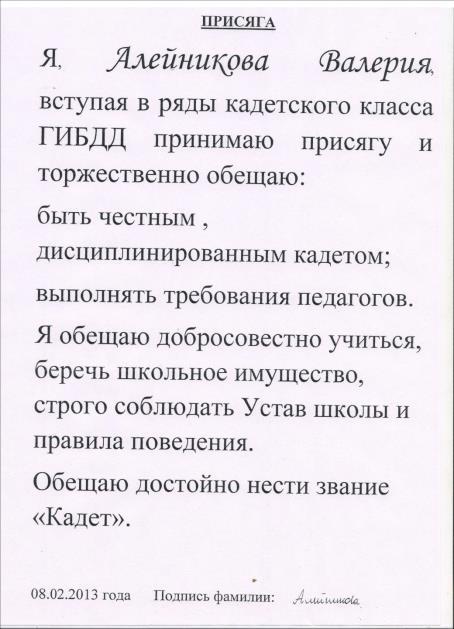 ПРИСЯГА
Я, Алейникова Валерия,
вступая в ряды кадетского класса
ГИБДД принимаю присягу и
торжественно обещаю:
быть честным ,
дисциплинированным кадетом;
выполнять требования педагогов.
Я обещаю добросовестно учиться,
беречь школьное имущество,
строго соблюдать Устав школы и
правила поведения.
Обещаю достойно нести звание
«Кадет».
08.02.2013 года Подпись фамилии: Алейникова